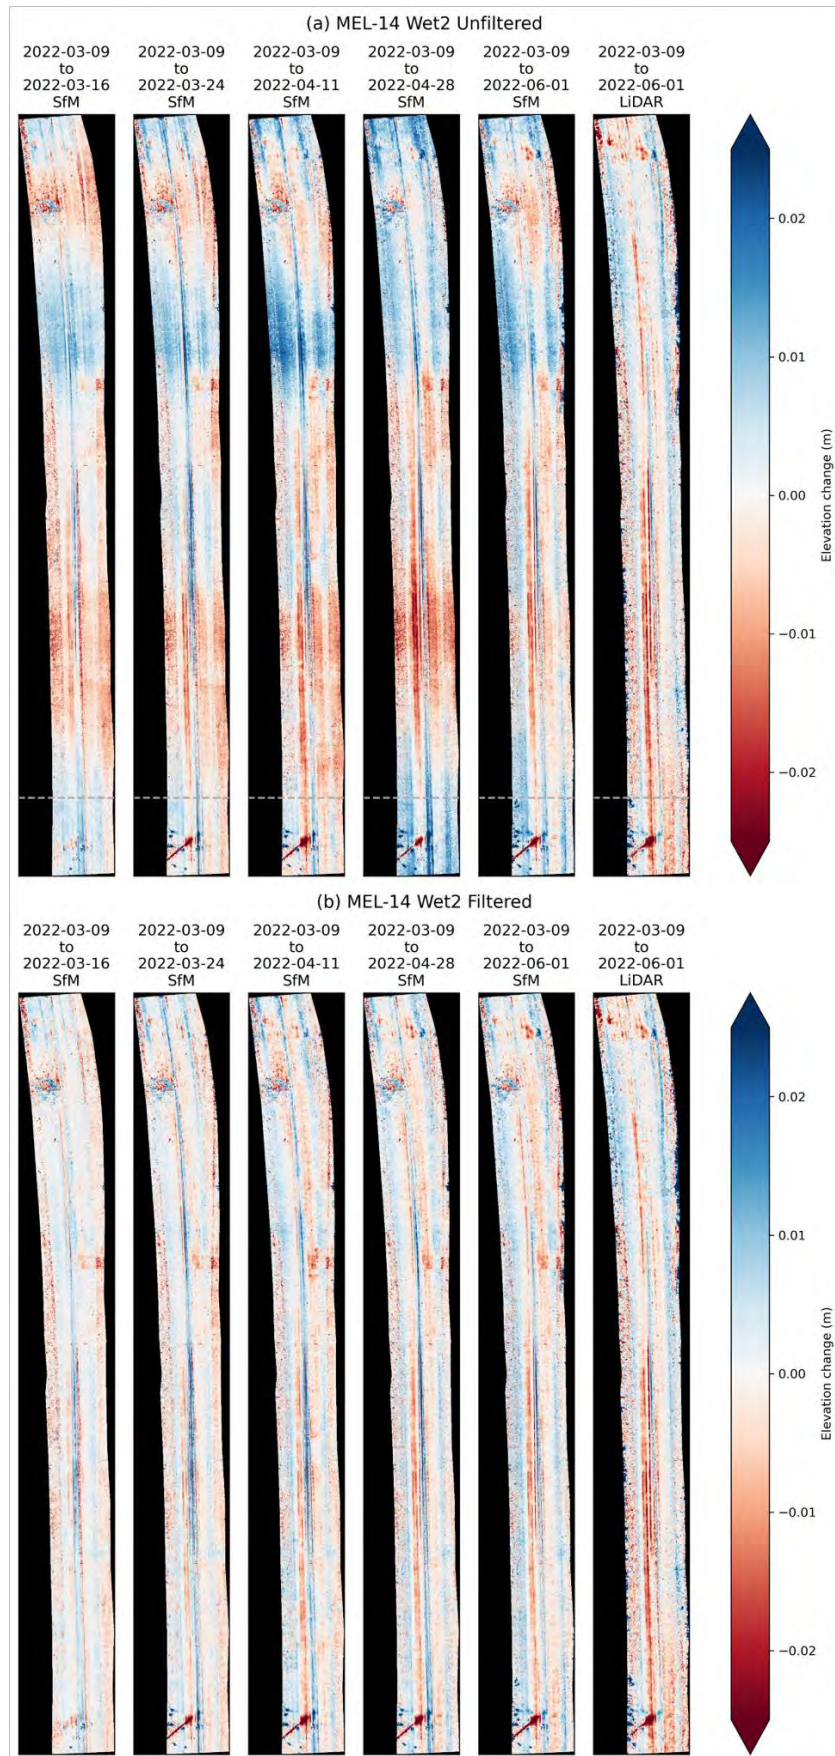 (a) MEL-14 Wet2 Unfiltered
2022-03-09 to 2022-03-16 SfM
2022-03-09 to 2022-03-24 SfM
2022-03-09 to 2022-04-11 SfM
2022-03-09 to 2022-04-28 SfM
2022-03-09 to 2022-06-01 SfM
2022-03-09 to 2022-06-01 LiDAR
0.02
0.01
0.00
−0.01
−0.02
Elevation change (m)
(b) MEL-14 Wet2 Filtered
2022-03-09 to 2022-03-16 SfM
2022-03-09 to 2022-03-24 SfM
2022-03-09 to 2022-04-11 SfM
2022-03-09 to 2022-04-28 SfM
2022-03-09 to 2022-06-01 SfM
2022-03-09 to 2022-06-01 LiDAR
0.02
0.01
0.00
−0.01
−0.02
Elevation change (m)